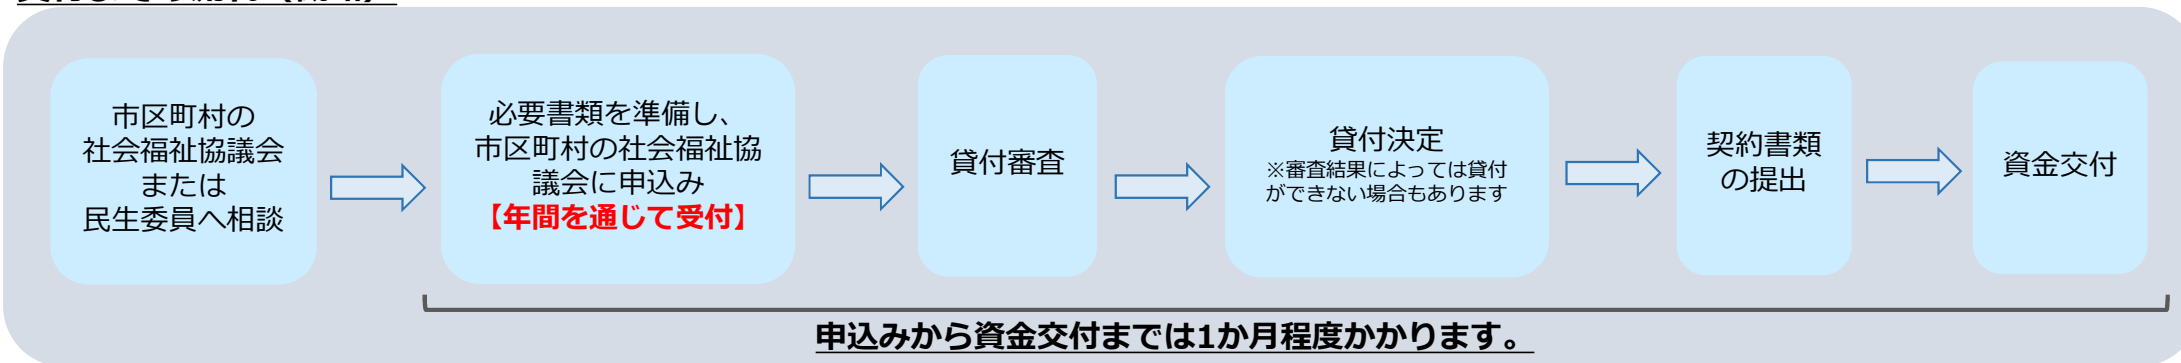 市区町村の
社会福祉協議会
または
民生委員へ相談
必要書類を準備し、
市区町村の社会福祉協
議会に申込み
【年間を通じて受付】
貸付審査
貸付決定
※審査結果によっては貸付
ができない場合もあります
契約書類
の提出
資金交付
申込みから資金交付までは1か月程度かかります。